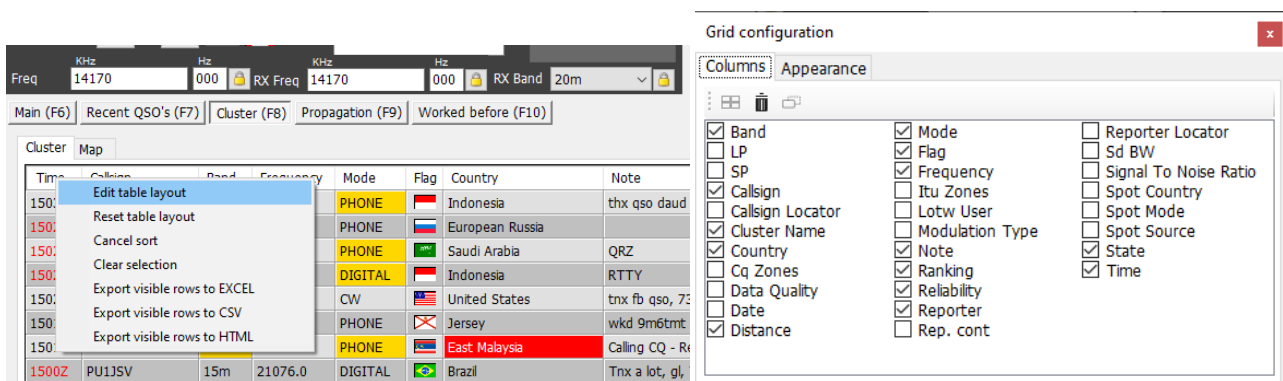 KHz Hz KHz Hz
Freq 14170 000 RX Freq 14170 000 RX Band 20m
Main (F6) Recent QSO's (F7) Cluster (F8) Propagation (F9) Worked before (F10)
Cluster Map
Time Callsign Band Frequency Mode Flag Country Note
Edit table layout
Reset table layout
Cancel sort
Clear selection
Export visible rows to EXCEL
Export visible rows to CSV
Export visible rows to HTML
PHONE Indonesia thx qso daud
PHONE European Russia
PHONE Saudi Arabia QRZ
DIGITAL Indonesia RTTY
CW United States tnx fb qso, 73
PHONE Jersey wkd 9m6tmt
PHONE East Malaysia Calling CQ - Re
1500Z PU1JSV 15m 21076.0 DIGITAL Brazil Tnx a lot, gl,
Grid configuration
x
Columns Appearance
Band
LP
SP
Callsign
Callsign Locator
Cluster Name
Country
Cq Zones
Data Quality
Date
Distance
Mode
Flag
Frequency
Itu Zones
Lotw User
Modulation Type
Note
Ranking
Reliability
Reporter
Rep. cont
Reporter Locator
Sd BW
Signal To Noise Ratio
Spot Country
Spot Mode
Spot Source
State
Time